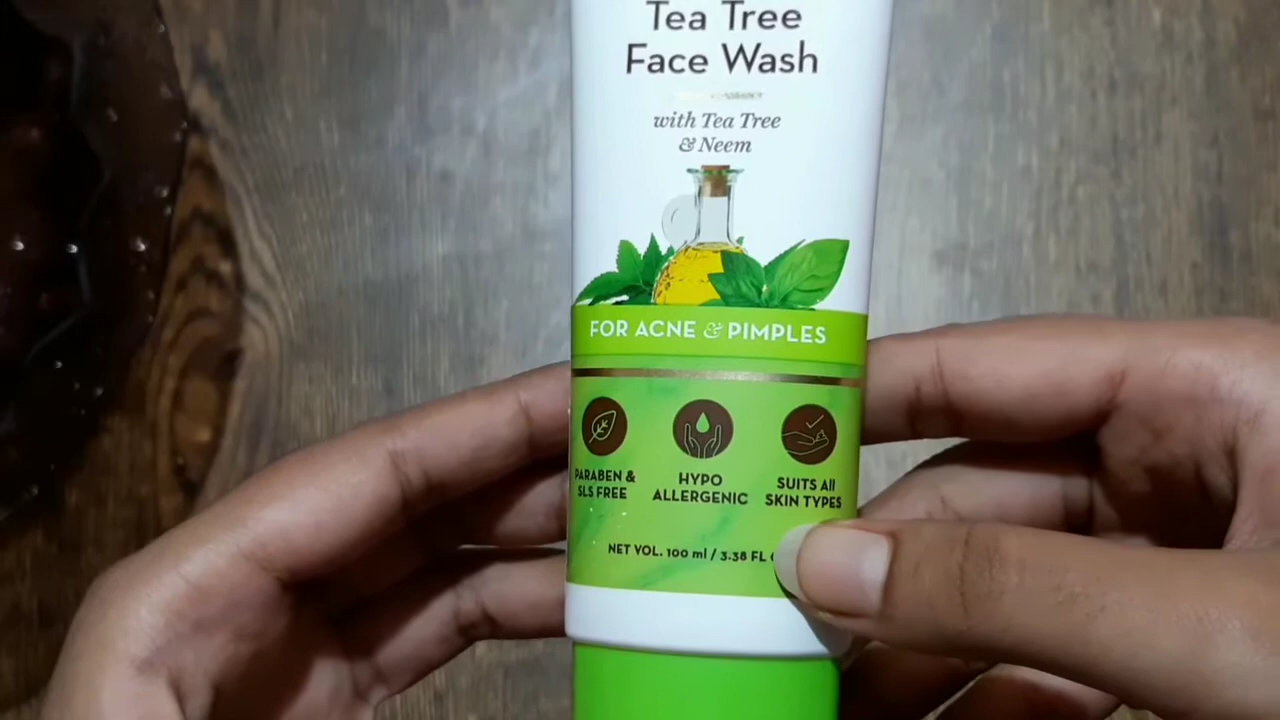 Tea Tree
Face Wash
with Tea Tree
& Neem
FOR ACNE & PIMPLES
PARABEN &
SLS FREE
HYPO
ALLERGENIC
SUITS All
SKIN TYPES
NET VOL. 100 ml / 3.38 FL